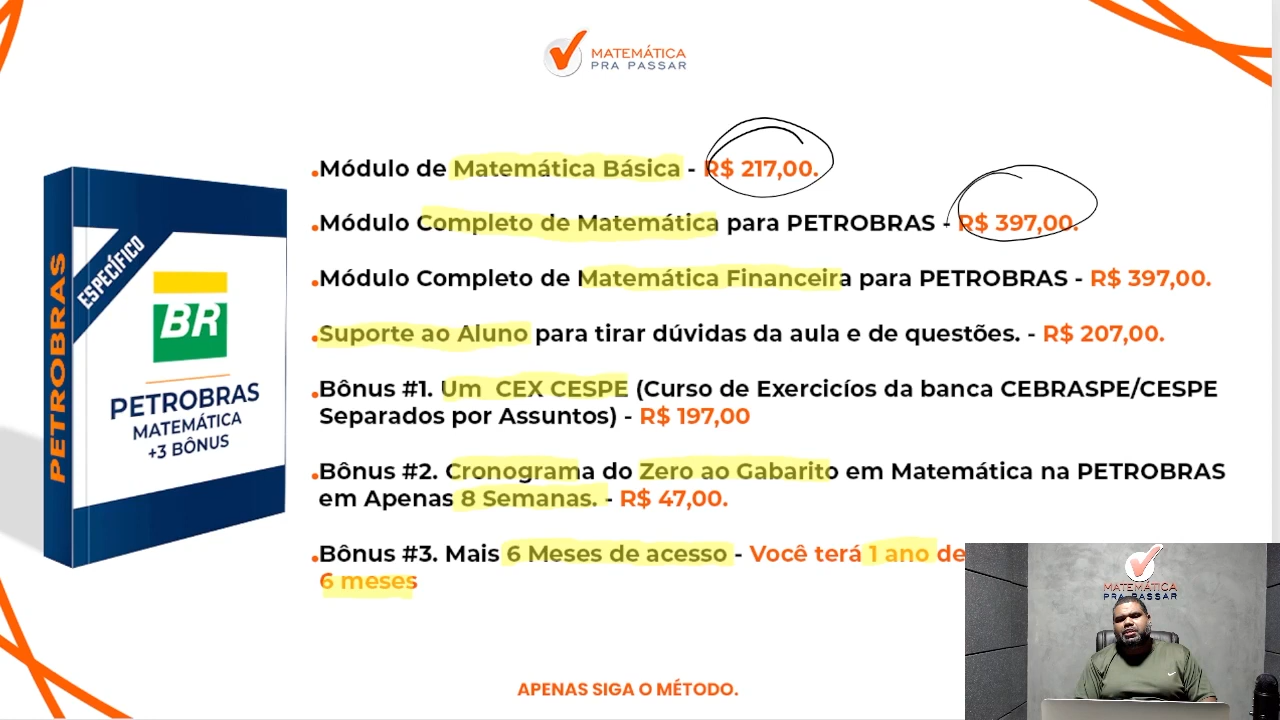 MATEMÁTICA
PRA PASSAR
.Módulo de Matemática Básica - R$ 217,00.
.Módulo Completo de Matemática para PETROBRAS - R$ 397,00.
.Módulo Completo de Matemática Financeira para PETROBRAS - R$ 397,00.
.Suporte ao Aluno para tirar dúvidas da aula e de questões. - R$ 207,00.
.Bônus #1. Um CEX CESPE (Curso de Exercicíos da banca CEBRASPE/CESPE
Separados por Assuntos) - R$ 197,00
.Bônus #2. Cronograma do Zero ao Gabarito em Matemática na PETROBRAS
em Apenas 8 Semanas. - R$ 47,00.
.Bônus #3. Mais 6 Meses de acesso - Você terá 1 ano de
6 meses
PETROBRAS
ESPECÍFICO
BR
PETROBRAS
MATEMÁTICA
+3 BÔNUS
MATEMÁTICA
PRA PASSAR
APENAS SIGA O MÉTODO.